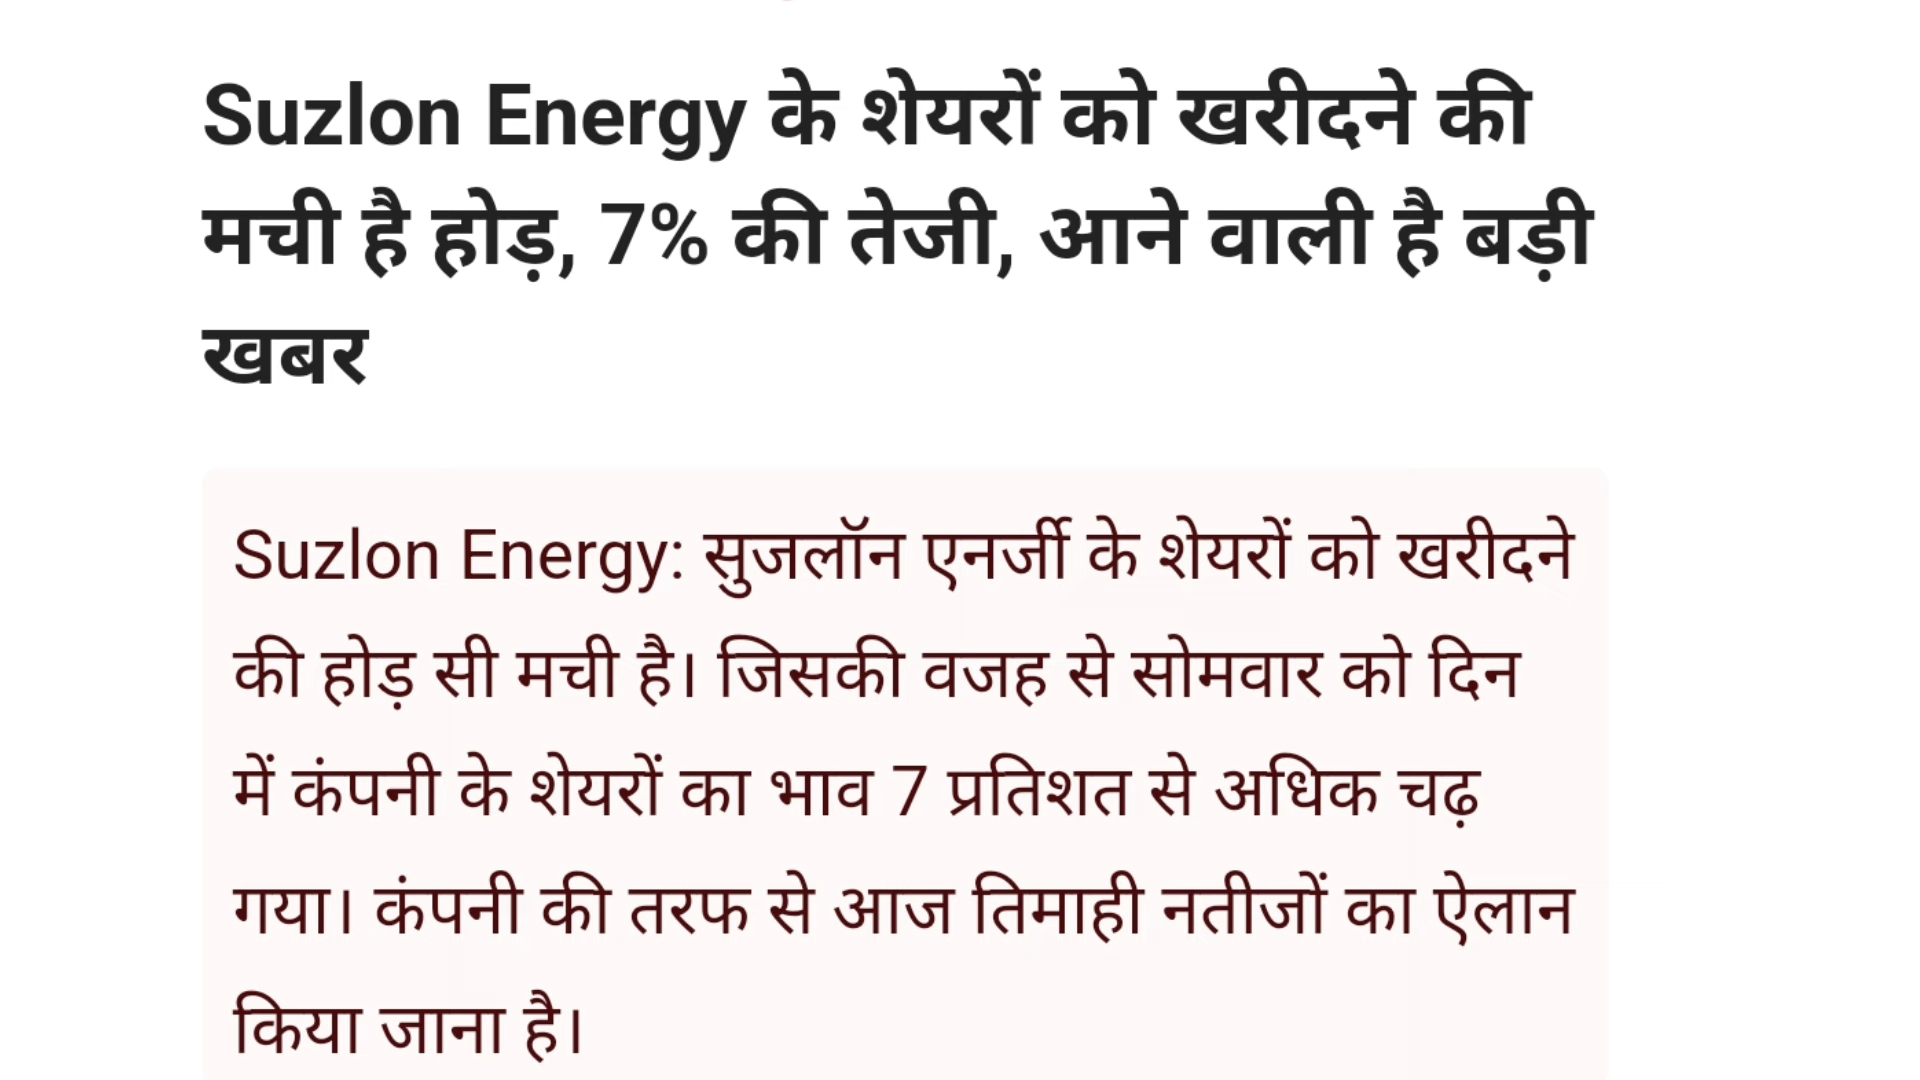 Suzlon Energy के शेयरों को खरीदने की
मची है होड़, 7% की तेजी, आने वाली है बड़ी
खबर
Suzlon Energy: सुजलॉन एनर्जी के शेयरों को खरीदने
की होड़ सी मची है। जिसकी वजह से सोमवार को दिन
में कंपनी के शेयरों का भाव 7 प्रतिशत से अधिक चढ़
गया। कंपनी की तरफ से आज तिमाही नतीजों का ऐलान
किया जाना है।